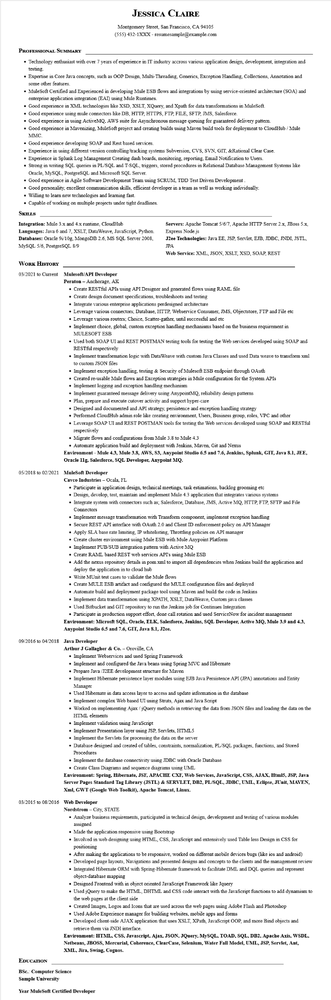 Jessica Claire
Montgomery Street, San Francisco, CA 94105
(555) 432-1XXX - resumesample@example.com
Professional Summary
• Technology enthusiast with over 7 years of experience in IT industry accross various application design, development, integration and
testing.
• Expertise in Core Java concepts, such as OOP Design, Multi-Threading, Generics, Exception Handling, Collections, Annotation and
some other features.
• MuleSoft Certified and Experienced in developing Mule ESB flows and integrations by using service-oriented architecture (SOA) and
enterprise application integration (EAI) using Mule Runtimes.
• Good experience in XML technologies like XSD, XSLT, XQuery, and Xpath for data transformations in MuleSoft.
• Good experience using mule connectors like DB, HTTP, HTTPS, FTP, FILE, SFTP, JMS, Salesforce.
• Good experience in using ActiveMQ, AWS suite for Asynchronous message queuing for guaranteed delivery pattern.
• Good experience in Mavenizing, MuleSoft project and creating builds using Maven build tools for deployment to CloudHub / Mule
MMC.
• Good experience developing SOAP and Rest based services.
• Experience in using different version controlling/tracking systems Subversion, CVS, SVN, GIT, &Rational Clear Case.
• Experience in Splunk Log Management Creating dash boards, monitoring, reporting, Email Notification to Users.
• Strong in writing SQL queries in PL/SQL and T-SQL, triggers, stored procedures in Relational Database Management Systems like
Oracle, MySQL, PostgreSQL and Microsoft SQL Server.
• Good experience in Agile Software Development Team using SCRUM, TDD Test Driven Development .
• Good personality, excellent communication skills, efficient developer in a team as well as working individually.
• Willing to learn new technologies and learning fast.
• Capable of working on multiple projects under tight deadlines.
Skills
Integration: Mule 3.x and 4.x runtime, CloudHub
Languages: Java 6 and 7, XSLT, DataWeave, JavaScript, Python.
Databases: Oracle 9i/10g, MongoDB 2.6, MS SQL Server 2008,
MySQL 5/6, PostgreSQL 8/9
Servers: Apache Tomcat 5/6/7, Apache HTTP Server 2.x, JBoss 5.x,
Express Node.js
J2ee Technologies: Java EE, JSP, Servlet, EJB, JDBC, JNDI, JSTL,
JPA
Web Service: XML, JSON, XSLT, XSD, SOAP, REST
Work History
03/2021 to Current Mulesoft/API Developer
Peraton – Anchorage, AK
• Create RESTful APIs using API Designer and generated flows using RAML file
• Create design document specifications, troubleshoots and testing
• Integrate various enterprise applications perdesigned architecture
• Leverage various connectors; Database, HTTP, Webservice Consumer, JMS, Objectstore, FTP and File etc
• Leverage various routers; Choice, Scatter-gather, until successful and etc
• Implement choice, global, custom exception handling mechanisms based on the business requirement in
MULESOFT ESB
• Used both SOAP UI and REST POSTMAN testing tools for testing the Web services developed using SOAP and
RESTful respectively
• Implement transformation logic with DataWeave with custom Java Classes and used Data weave to transform xml
to custom JSON files
• Implement exception handling, testing & Security of Mulesoft ESB endpoint through OAuth
• Created re-usable Mule flows and Exception strategies in Mule configuration for the System APIs
• Implement logging and exception handling mechanism
• Implement guaranteed message delivery using AnypointMQ, reliability design patterns
• Plan, prepare and execute cutover activity and support hyper-care
• Designed and documented and API strategy, persistence and exception handling strategy
• Performed CloudHub admin role like creating environment, Users, Business group, roles, VPC and other
• Leverage SOAP UI and REST POSTMAN tools for testing the Web services developed using SOAP and RESTful
respectively
• Migrate flows and configurations from Mule 3.8 to Mule 4.3
• Automate application build and deployment with Jenkins, Maven, Git and Nexus
Environment - Mule 4.3, Mule 3.8, AWS, S3, Anypoint Studio 6.5 and 7.6, Jenkins, Splunk, GIT, Java 8.1, JEE,
Oracle 11g, Salesforce, SQL Developer, Anypoint MQ.
05/2018 to 02/2021 MuleSoft Developer
Cavco Industries – Ocala, FL
• Participate in application design, technical meetings, task estimations, backlog grooming etc
• Design, develop, test, maintain and implement Mule 4.3 application that integrates various systems
• Integrate system with connectors such as; Salesforce, Database, JMS, Active MQ, HTTP, FTP, SFTP and File
Connectors
• Implement message transformation with Transform component, implement exception handling
• Secure REST API interface with OAuth 2.0 and Client ID enforcement policy on API Manager
• Apply SLA base rate limiting, IP whitelisting, Throttling policies on API manager
• Create cluster environment using Mule ESB with Mule Anypoint Platform
• Implement PUB/SUB integration pattern with Active MQ
• Create RAML based REST web services API's using Mule ESB
• Add the nexus repository details in pom.xml to import all dependencies when Jenkins build the application and
deploy the application in to cloud hub
• Write MUnit test cases to validate the Mule flows
• Create MULE ESB artifact and configured the MULE configuration files and deployed
• Automate build and deployment package tool using Maven and build the code in Jenkins
• Implement data transformation using XPATH, XSLT, DataWeave, Custom java classes
• Used Bitbucket and GIT repository to run the Jenkins job for Continues Integration
• Participate in production support effort, done call rotation and used ServiceNow for incident management
Environment: Microsft SQL, Oracle, ELK, Salesforce, Jenkins, SQL Developer, Active MQ, Mule 3.9 and 4.3,
Anypoint Studio 6.5 and 7.6, GIT, Java 8.1, J2ee.
09/2016 to 04/2018 Java Developer
Arthur J Gallagher & Co. – Oroville, CA
• Implement Webservices and used Spring Framework
• Implement and configured the Java beans using Spring MVC and Hibernate
• Prepare Java /J2EE development structure for Maven
• Implement Hibernate persistence layer modules using EJB Java Persistence API (JPA) annotations and Entity
Manager
• Used Hibernate in data access layer to access and update information in the database
• Implement complex Web based UI using Struts, Ajax and Java Script
• Worked on implementing Ajax / jQuery methods in retrieving the data from JSON files and loading the data on the
HTML elements
• Implement validation using JavaScript
• Implement Presentation layer using JSP, Servlets, HTML5
• Implement the Servlets for processing the data on the server
• Database designed and created of tables, constraints, normalization, PL/SQL packages, functions, and Stored
Procedures
• Implement the database connectivity using JDBC with Oracle Database
• Create Class Diagrams and sequence diagrams using UML
Environment: Spring, Hibernate, JSF, APACHE CXF, Web Services, JavaScript, CSS, AJAX, Html5, JSP, Java
Server Pages Standard Tag Library (JSTL) & SERVLET, DB2, PL/SQL, JDBC, UML, Eclipse, JUnit, MAVEN,
Xml, GWT (Google Web Toolkit), Apache Tomcat, Linux.
03/2015 to 08/2016 Web Developer
Nordstrom – City, STATE
• Analyze business requirements, participated in technical design, development and testing of various modules
assigned
• Made the application responsive using Bootstrap
• Involved in web designing using HTML, CSS, JavaScript and extensively used Table less Design in CSS for
positioning
• After making the applications to be responsive, worked on different mobile devices bugs (like ios and android)
• Developed page layouts, Navigations and presented designs and concepts to the clients and the management review
• Integrated Hibernate ORM with Spring-Hibernate framework to facilitate DML and DQL queries and represent
object-database mapping
• Designed Frontend with in object oriented JavaScript Framework like Jquery
• Used jQuery to make the HTML, DHTML and CSS code interact with the JavaScript functions to add dynamism to
the web pages at the client side
• Created Images, Logos and Icons that are used across the web pages using Adobe Flash and Photoshop
• Used Adobe Experience manager for building websites, mobile apps and forms
• Developed client-side AJAX application that uses XSLT, XPath, JavaScript OOP, and more Bind objects and
retrieve them via JNDI interface.
Environment: HTML, CSS, Javascript, Ajax, JSON, JQuery, MySQL, TOAD, SQL, DB2, Apache Axis, WSDL,
Netbeans, JBOSS, Mercurial, Coherence, ClearCase, Selenium, Water Fall Model, UML, JSP, Servlet, Ant,
XML, Jira, Swing, Cognos.
Education
BSc.: Computer Science
Sample University
Year MuleSoft Certified Developer